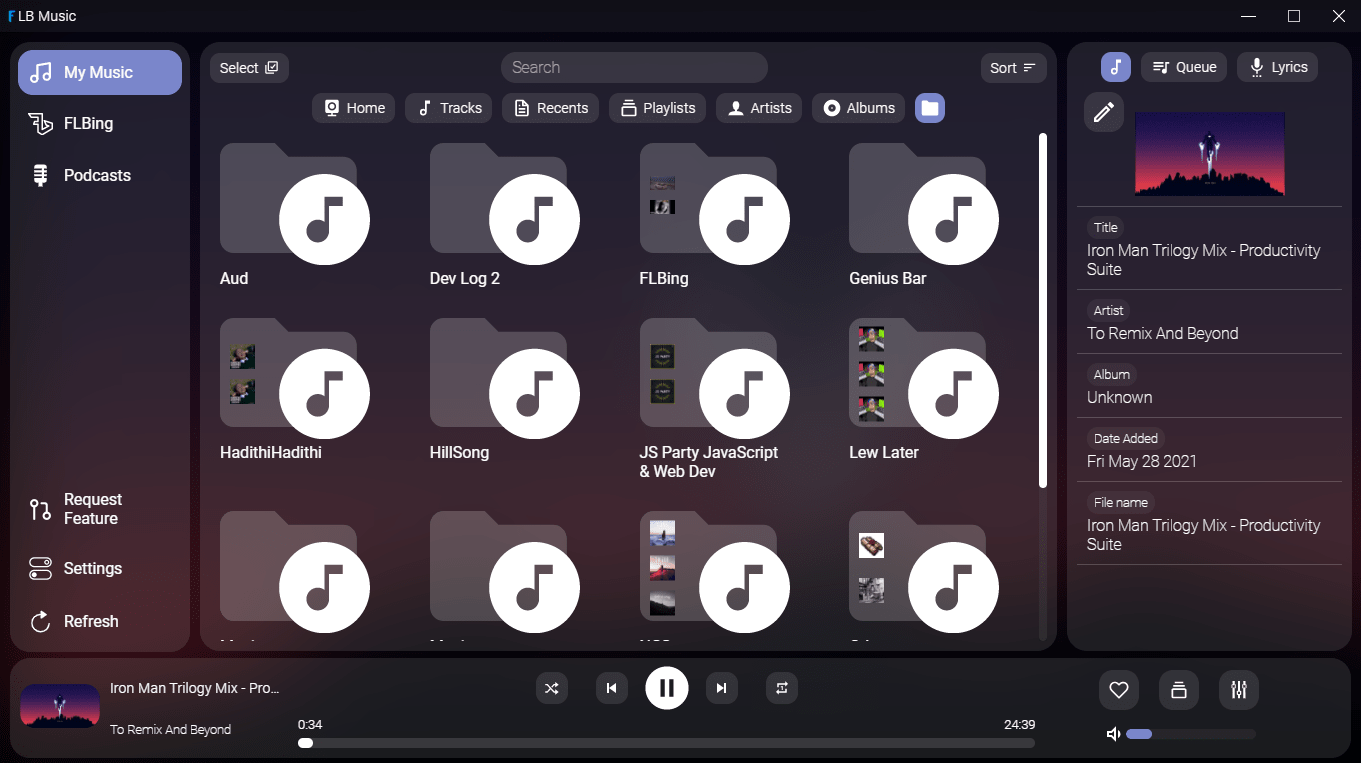 LB Music
My Music
FLBing
Podcasts
Request
Feature
Settings
Refresh
Select
Search
Sort
Home
Tracks
Recents
Playlists
Artists
Albums
Aud
Dev Log 2
FLBing
Genius Bar
HadithiHadithi
HillSong
JS Party JavaScript
& Web Dev
Lew Later
JS PARTY
JS PARTY
Queue
Lyrics
Title
Iron Man Trilogy Mix - Productivity
Suite
Artist
To Remix And Beyond
Album
Unknown
Date Added
Fri May 28 2021
File name
Iron Man Trilogy Mix - Productivity
Suite
Iron Man Trilogy Mix - Pro...
To Remix And Beyond
0:34
24:39